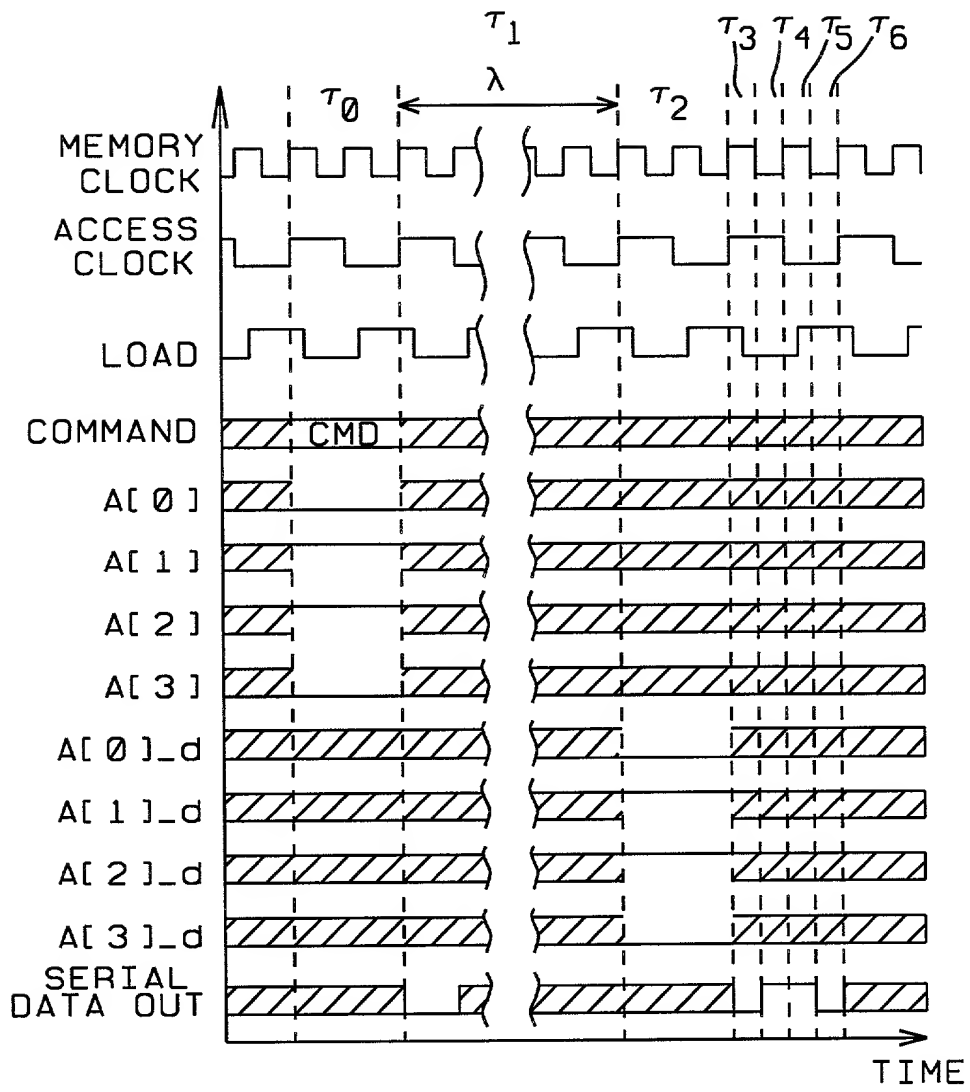 τ1
τ3 τ4 τ5 τ6
τ0 λ τ2
MEMORY
CLOCK
ACCESS
CLOCK
LOAD
COMMAND CMD
A[0]
A[1]
A[2]
A[3]
A[0]_d
A[1]_d
A[2]_d
A[3]_d
SERIAL
DATA OUT
TIME